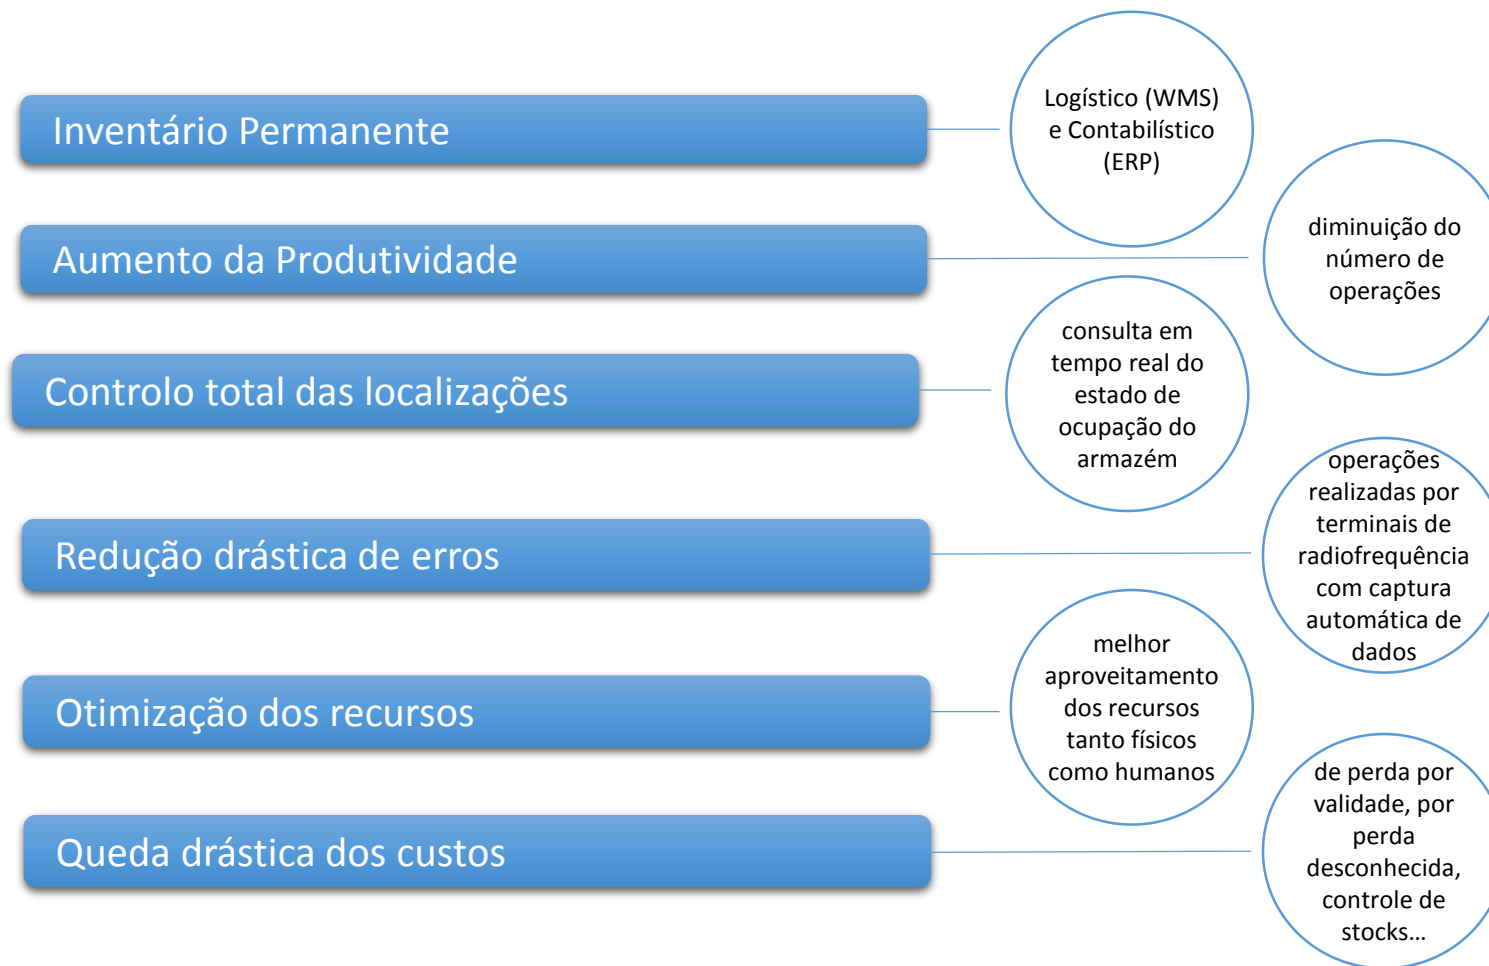 Inventário Permanente
Logístico (WMS)
e Contabilístico
(ERP)
Aumento da Produtividade
diminuição do
número de
operações
Controlo total das localizações
consulta em
tempo real do
estado de
ocupação do
armazém
Redução drástica de erros
operações
realizadas por
terminais de
radiofrequência
com captura
automática de
dados
Otimização dos recursos
melhor
aproveitamento
dos recursos
tanto físicos
como humanos
Queda drástica dos custos
de perda por
validade, por
perda
desconhecida,
controle de
stocks...